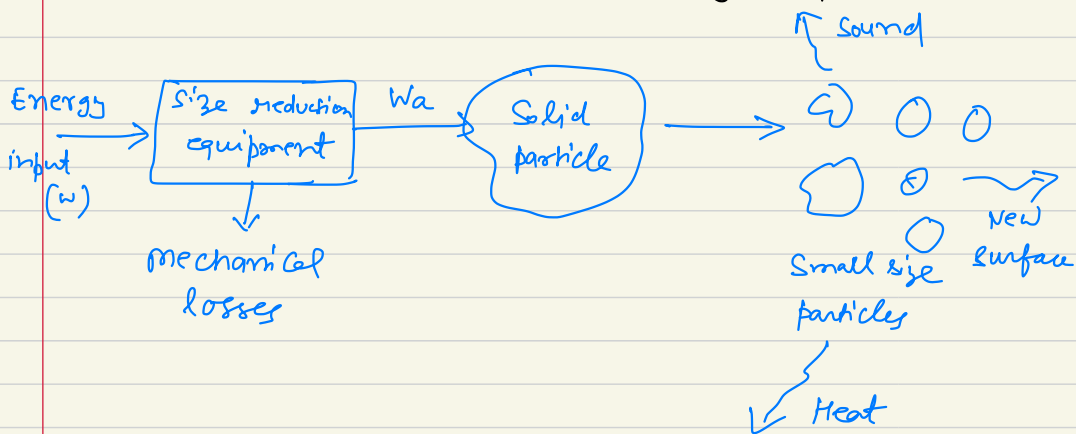 Sound
Energy
input
(W)
Size reduction
equipment
Wa
Solid
particle
New
surface
mechanical
losses
Small size
particles
Heat